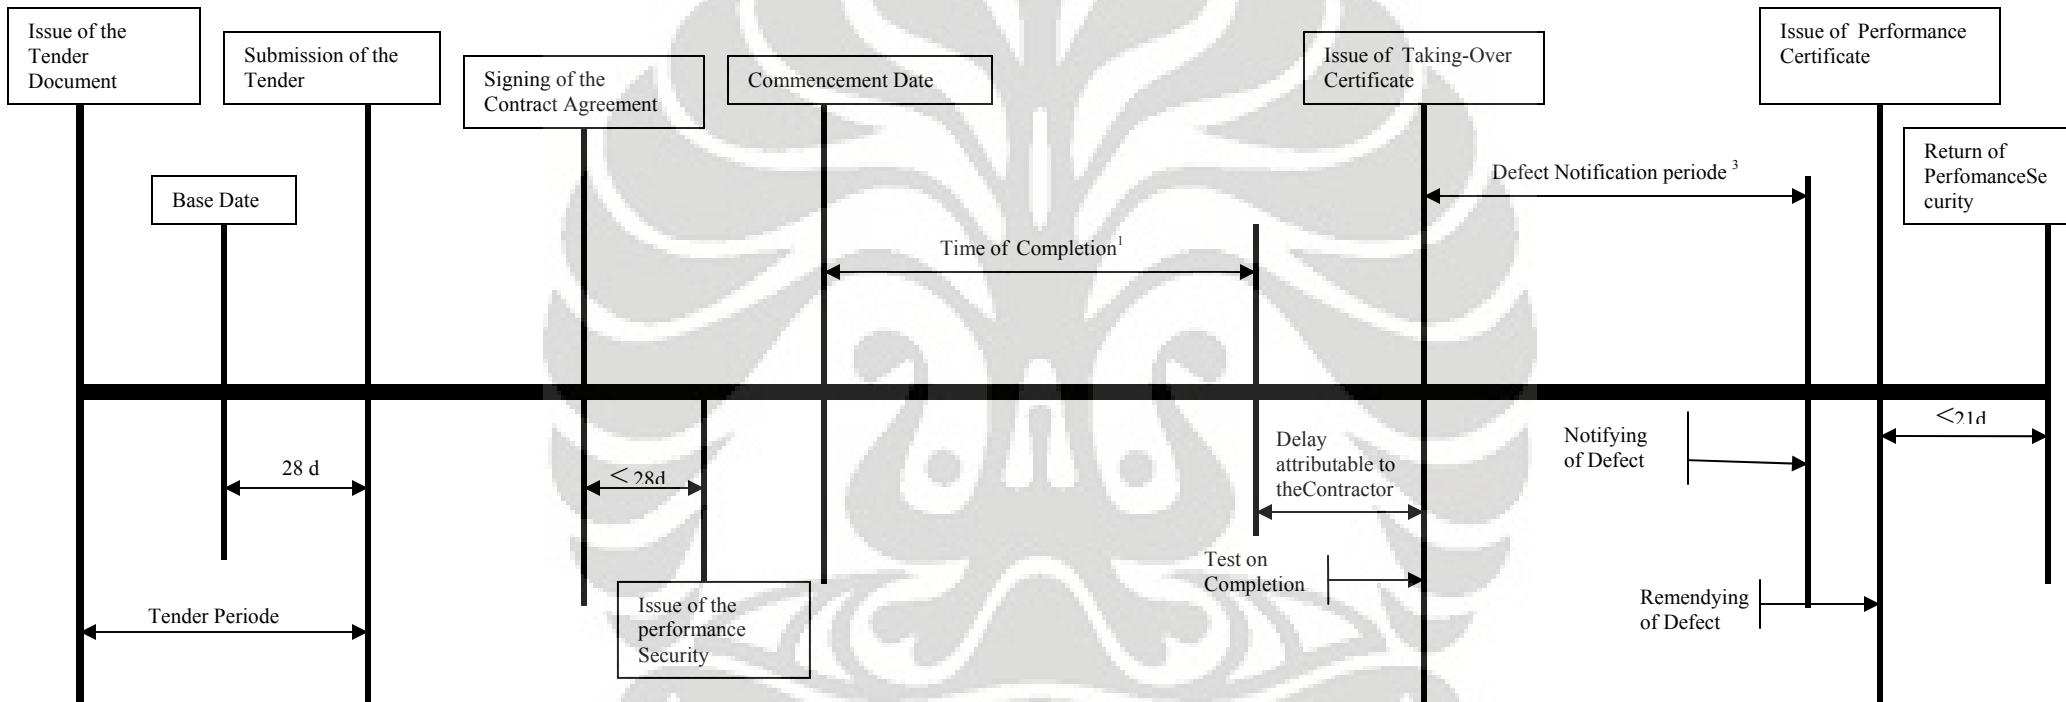 Issue of the
Tender
Document
Submission of the
Tender
Signing of the
Contract Agreement
Commencement Date
Issue of Taking-Over
Certificate
Issue of Performance
Certificate
Return of
PerfomanceSe
curity
Base Date
Defect Notification periode 3
Time of Completion1
28 d
< 28d
Delay
attributable to
theContractor
Notifying
of Defect
<21d
Test on
Completion
Tender Periode
Issue of the
performance
Security
Remendying
of Defect